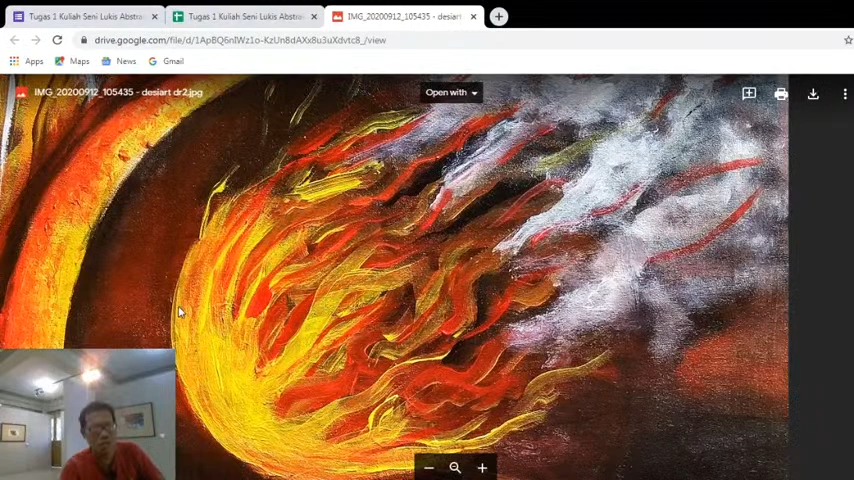 Tugas 1 Kuliah Seni Lukis Abstra
Tugas 1 Kuliah Seni Lukis Abstra
IMG_20200912_105435 - desiart
drive.google.com/file/d/1ApBQ6nIWz1o-KzUn8dAXx8u3uXdvtc8_/view
Apps Maps News Gmail
IMG_20200912_105435 - desiart dr2.jpg
Open with